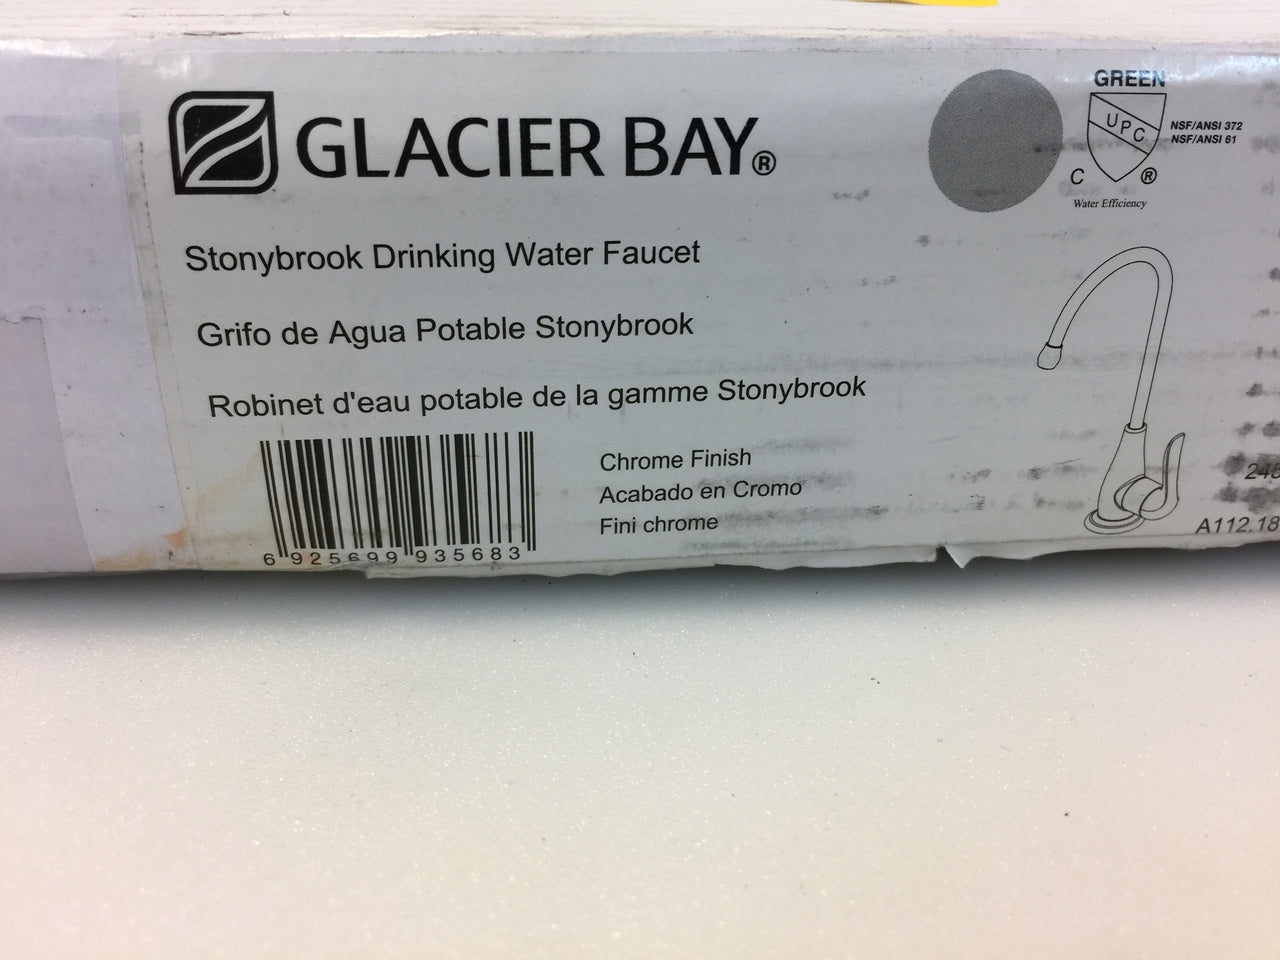 GLACIER BAY®
GREEN
UPC
NSF/ANSI 372
NSF/ANSI 61
C ®
Water Efficiency
Stonybrook Drinking Water Faucet
Grifo de Agua Potable Stonybrook
Robinet d'eau potable de la gamme Stonybrook
Chrome Finish
Acabado en Cromo
Fini chrome
6 925699 935683
A112.18